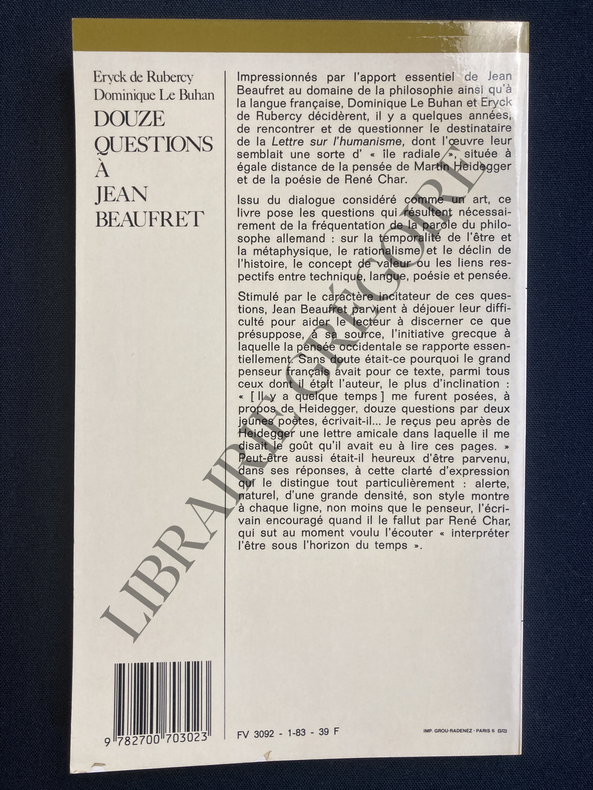 Eryck de Rubercy
Dominique Le Buhan
DOUZE
QUESTIONS
À
JEAN
BEAUFRET
Impressionnés par l'apport essentiel de Jean
Beaufret au domaine de la philosophie ainsi qu'à
la langue française, Dominique Le Buhan et Eryck
de Rubercy décidèrent, il y a quelques années,
de rencontrer et de questionner le destinataire
de la Lettre sur l'humanisme, dont l'œuvre leur
semblait une sorte d' « île radiale », située à
égale distance de la pensée de Martin Heidegger
et de la poésie de René Char.
Issu du dialogue considéré comme un art, ce
livre pose les questions qui résultent nécessai-
rement de la fréquentation de la parole du philo-
sophe allemand : sur la temporalité de l'être et
la métaphysique, le rationalisme et le déclin de
l'histoire, le concept de valeur ou les liens res-
pectifs entre technique, langue, poésie et pensée.
Stimulé par le caractère incitateur de ces ques-
tions, Jean Beaufret parvient à déjouer leur diffi-
culté pour aider le lecteur à discerner ce que
présuppose, à sa source, l'initiative grecque à
laquelle la pensée occidentale se rapporte essen-
tiellement. Sans doute était-ce pourquoi le grand
penseur français avait pour ce texte, parmi tous
ceux dont il était l'auteur, le plus d'inclination :
« [Il y a quelque temps] me furent posées, à
propos de Heidegger, douze questions par deux
jeunes poètes, écrivait-il... Je reçus peu après de
Heidegger une lettre amicale dans laquelle il me
disait le goût qu'il avait eu à lire ces pages. »
Peut-être aussi était-il heureux d'être parvenu,
dans ses réponses, à cette clarté d'expression
qui le distingue tout particulièrement : alerte,
naturel, d'une grande densité, son style montre
à chaque ligne, non moins que le penseur, l'écri-
vain encouragé quand il le fallut par René Char,
qui sut au moment voulu l'écouter « interpréter
l'être sous l'horizon du temps ».
LIBRAIRIE GRÉGOIRE
9 782700 703023
FV 3092 - 1-83 - 39 F
IMP. GROU-RADENEZ - PARIS 6